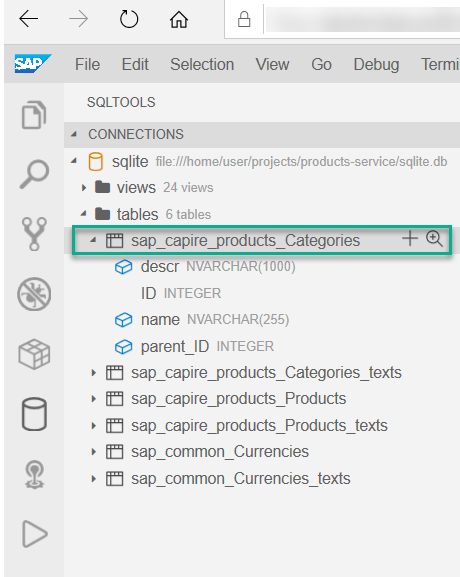 SAP File Edit Selection View Go Debug
SQLTOOLS
CONNECTIONS
sqlite file:///home/user/projects/products-service/sqlite.db
views 24 views
tables 6 tables
sap_capire_products_Categories
descr NVARCHAR(1000)
ID INTEGER
name NVARCHAR(255)
parent_ID INTEGER
sap_capire_products_Categories_texts
sap_capire_products_Products
sap_capire_products_Products_texts
sap_common_Currencies
sap_common_Currencies_texts